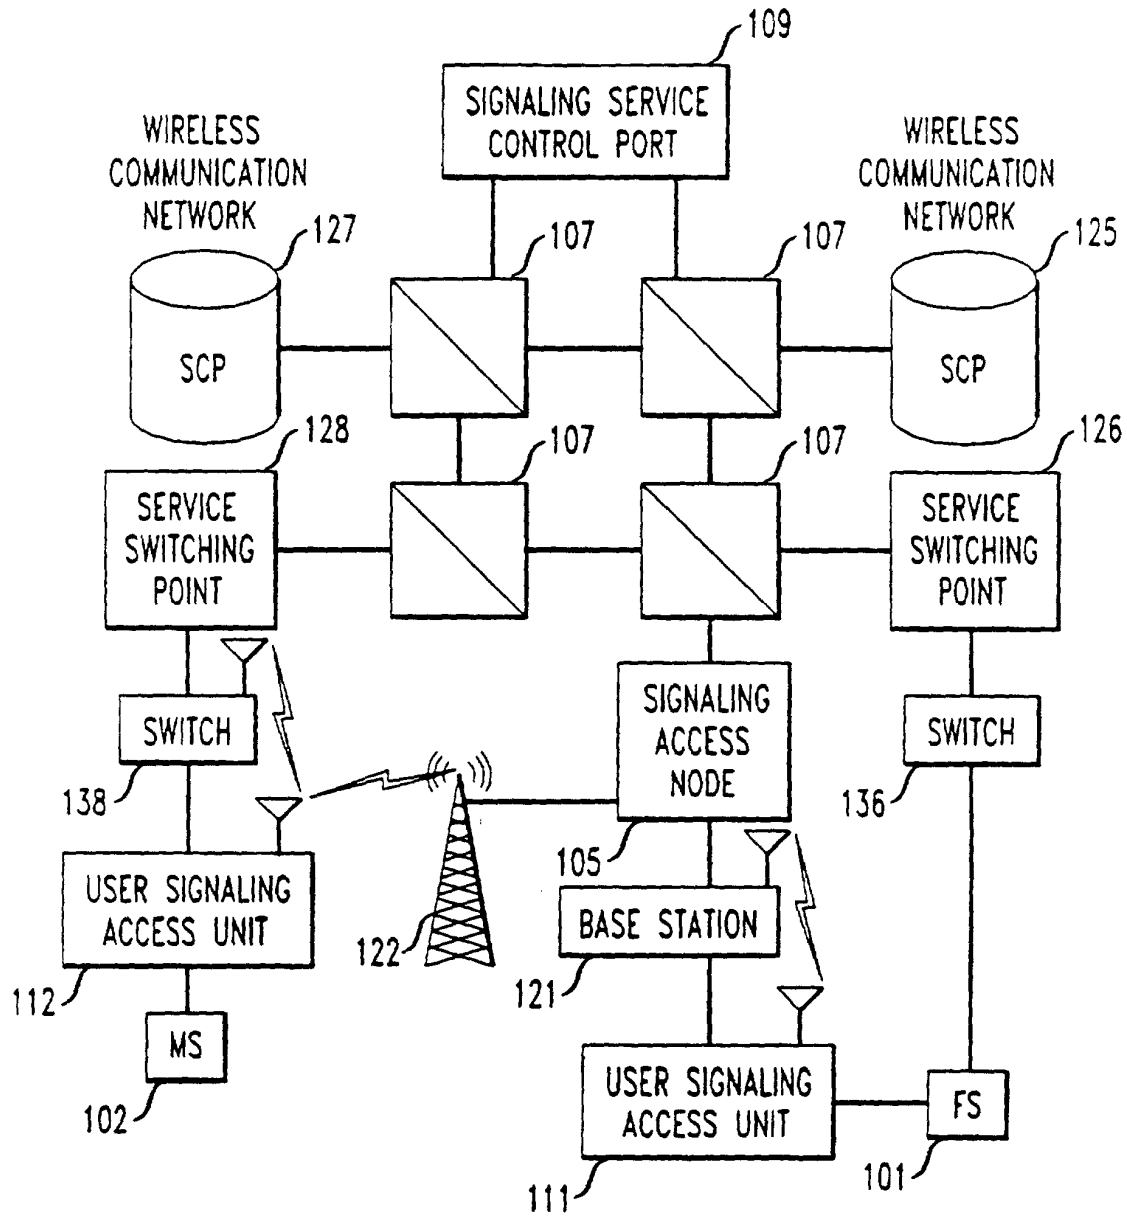 109
SIGNALING SERVICE
CONTROL PORT
WIRELESS
COMMUNICATION
NETWORK
WIRELESS
COMMUNICATION
NETWORK
127
107
107
125
SCP
SCP
128
107
107
126
SERVICE
SWITCHING
POINT
SERVICE
SWITCHING
POINT
SIGNALING
ACCESS
NODE
SWITCH
SWITCH
138
136
105
USER SIGNALING
ACCESS UNIT
BASE STATION
122
112
121
MS
USER SIGNALING
ACCESS UNIT
FS
102
111
101